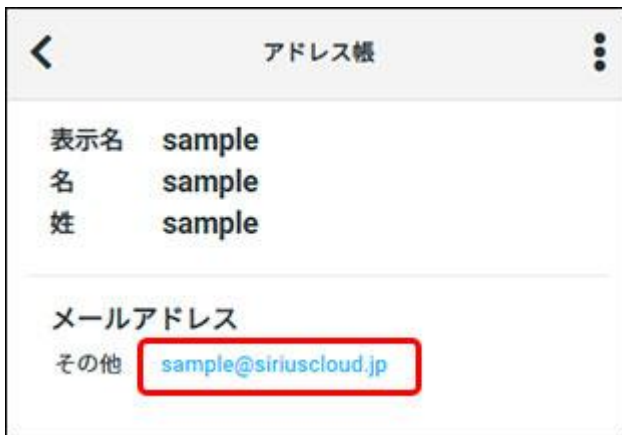 アドレス帳
表示名 sample
名 sample
姓 sample
メールアドレス
その他 sample@siriuscloud.jp